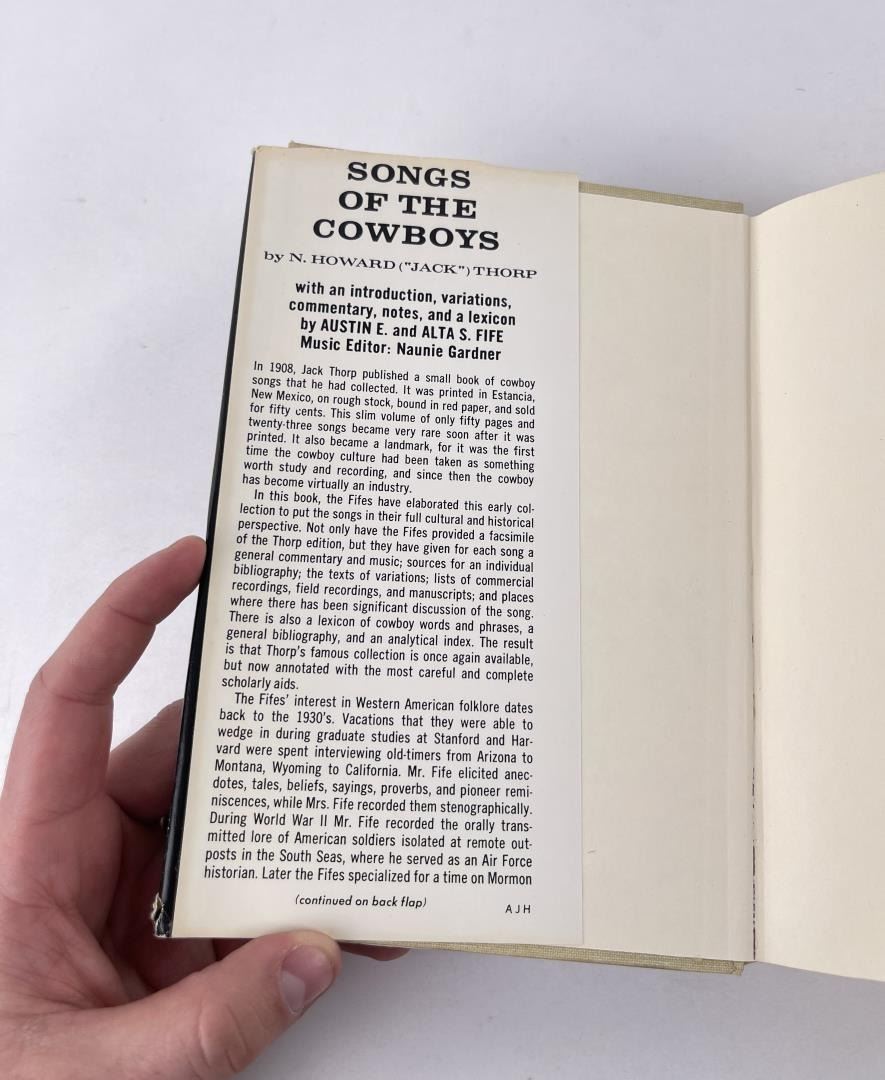 SONGS
OF THE
COWBOYS
by N. HOWARD ("JACK") THORP
with an introduction, variations,
commentary, notes, and a lexicon
by AUSTIN E. and ALTA S. FIFE
Music Editor: Naunie Gardner
In 1908, Jack Thorp published a small book of cowboy
songs that he had collected. It was printed in Estancia,
New Mexico, on rough stock, bound in red paper, and sold
for fifty cents. This slim volume of only fifty pages and
twenty-three songs became very rare soon after it was
printed. It also became a landmark, for it was the first
time the cowboy culture had been taken as something
worth study and recording, and since then the cowboy
has become virtually an industry.
In this book, the Fifes have elaborated this early col-
lection to put the songs in their full cultural and historical
perspective. Not only have the Fifes provided a facsimile
of the Thorp edition, but they have given for each song a
general commentary and music; sources for an individual
bibliography; the texts of variations; lists of commercial
recordings, field recordings, and manuscripts; and places
where there has been significant discussion of the song.
There is also a lexicon of cowboy words and phrases, a
general bibliography, and an analytical index. The result
is that Thorp's famous collection is once again available,
but now annotated with the most careful and complete
scholarly aids.
The Fifes' interest in Western American folklore dates
back to the 1930's. Vacations that they were able to
wedge in during graduate studies at Stanford and Har-
vard were spent interviewing old-timers from Arizona to
Montana, Wyoming to California. Mr. Fife elicited anec-
dotes, tales, beliefs, sayings, proverbs, and pioneer remi-
niscences, while Mrs. Fife recorded them stenographically.
During World War II Mr. Fife recorded the orally trans-
mitted lore of American soldiers isolated at remote out-
posts in the South Seas, where he served as an Air Force
historian. Later the Fifes specialized for a time on Mormon
(continued on back flap)
AJH